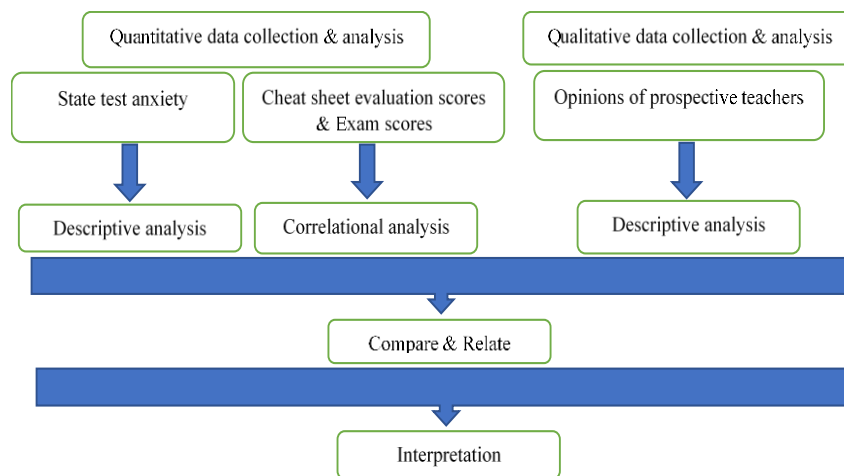 Quantitative data collection & analysis
Qualitative data collection & analysis
State test anxiety
Cheat sheet evaluation scores
& Exam scores
Opinions of prospective teachers
Descriptive analysis
Correlational analysis
Descriptive analysis
Compare & Relate
Interpretation